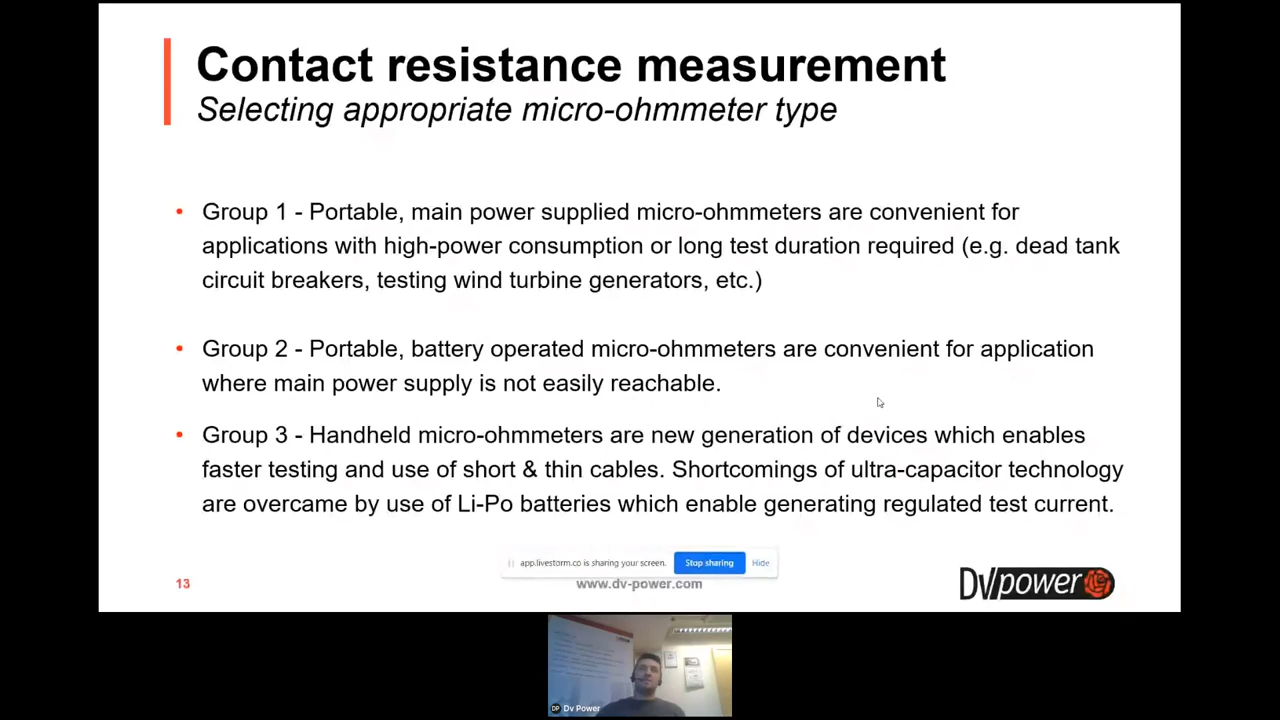 Contact resistance measurement
Selecting appropriate micro-ohmmeter type
• Group 1 - Portable, main power supplied micro-ohmmeters are convenient for
applications with high-power consumption or long test duration required (e.g. dead tank
circuit breakers, testing wind turbine generators, etc.)
• Group 2 - Portable, battery operated micro-ohmmeters are convenient for application
where main power supply is not easily reachable.
• Group 3 - Handheld micro-ohmmeters are new generation of devices which enables
faster testing and use of short & thin cables. Shortcomings of ultra-capacitor technology
are overcame by use of Li-Po batteries which enable generating regulated test current.
app.livestorm.co is sharing your screen. Stop sharing Hide
13
www.dv-power.com
DV power
DP Dv Power